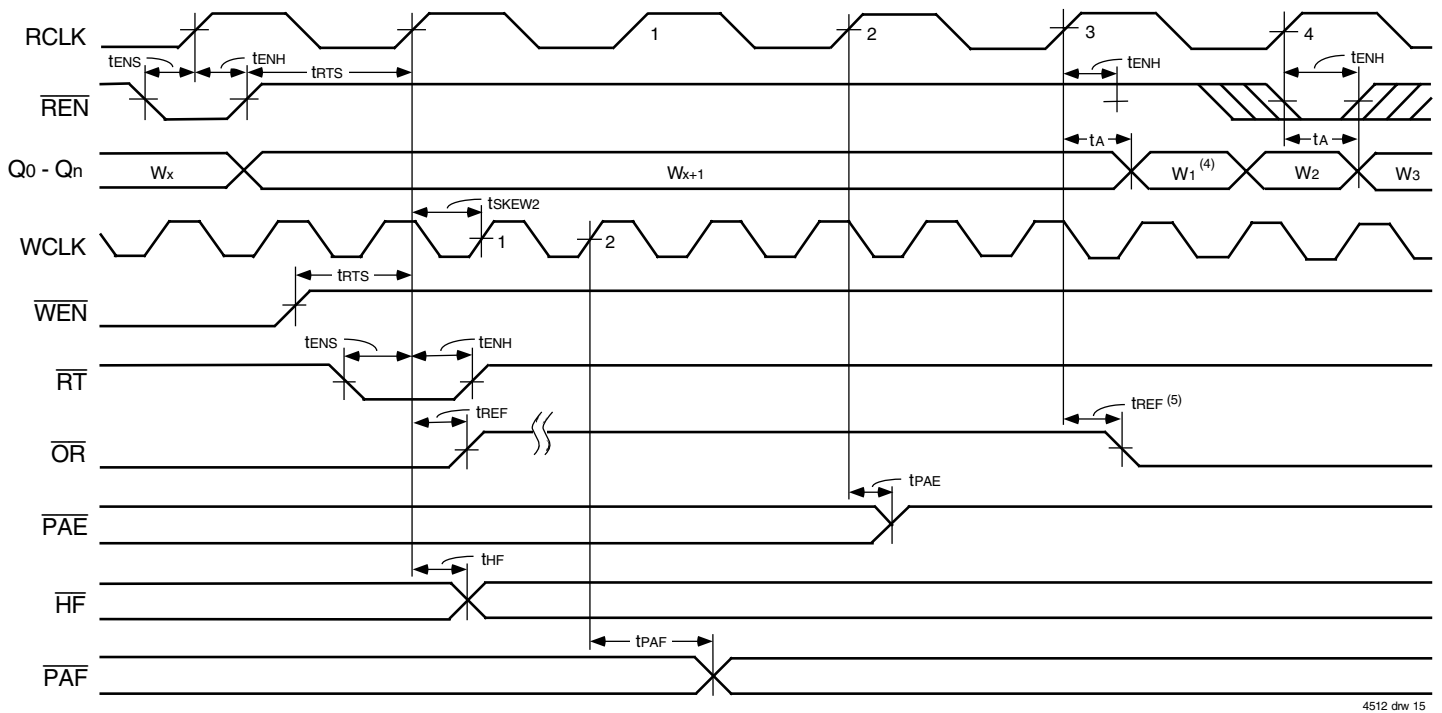 RCLK 1 2 3 4
tENS tENH tRTS tENH tENH
REN
tA tA
Q0 - Qn Wx Wx+1 W1 (4) W2 W3
tSKEW2
WCLK 1 2
tRTS
WEN
tENS tENH
RT
tREF tREF (5)
OR
tPAE
PAE
tHF
HF
tPAF
PAF
4512 drw 15